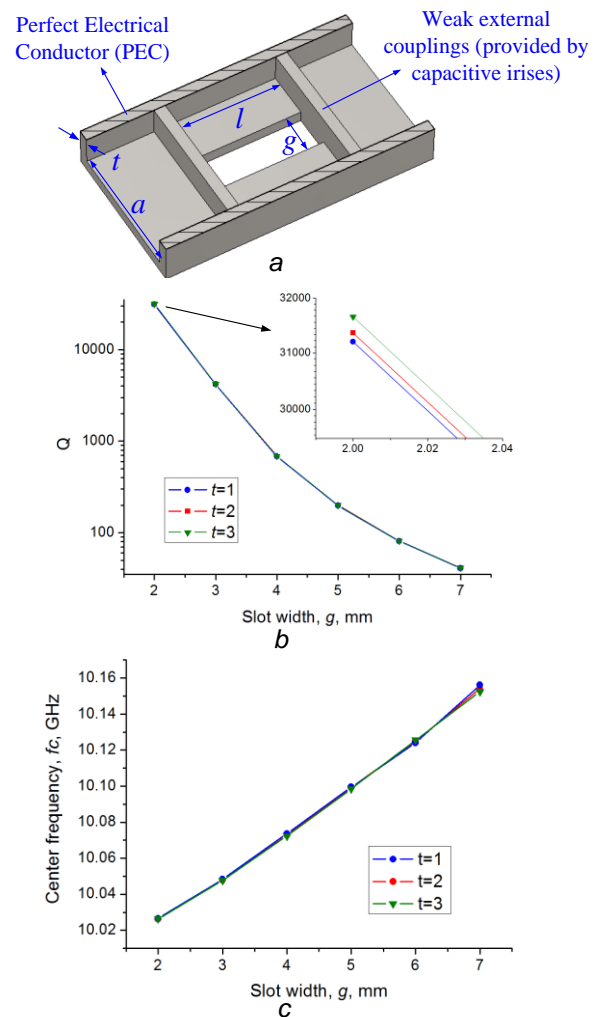 Perfect Electrical
Conductor (PEC)
Weak external
couplings (provided by
capacitive irises)
l
g
t
a
a
10000
1000
100
Q
32000
31000
30000
2.00
2.02
2.04
t=1
t=2
t=3
2
3
4
5
6
7
Slot width, g, mm
b
10.16
10.14
10.12
10.10
10.08
10.06
10.04
10.02
Center frequency, fc, GHz
t=1
t=2
t=3
2
3
4
5
6
7
Slot width, g, mm
c